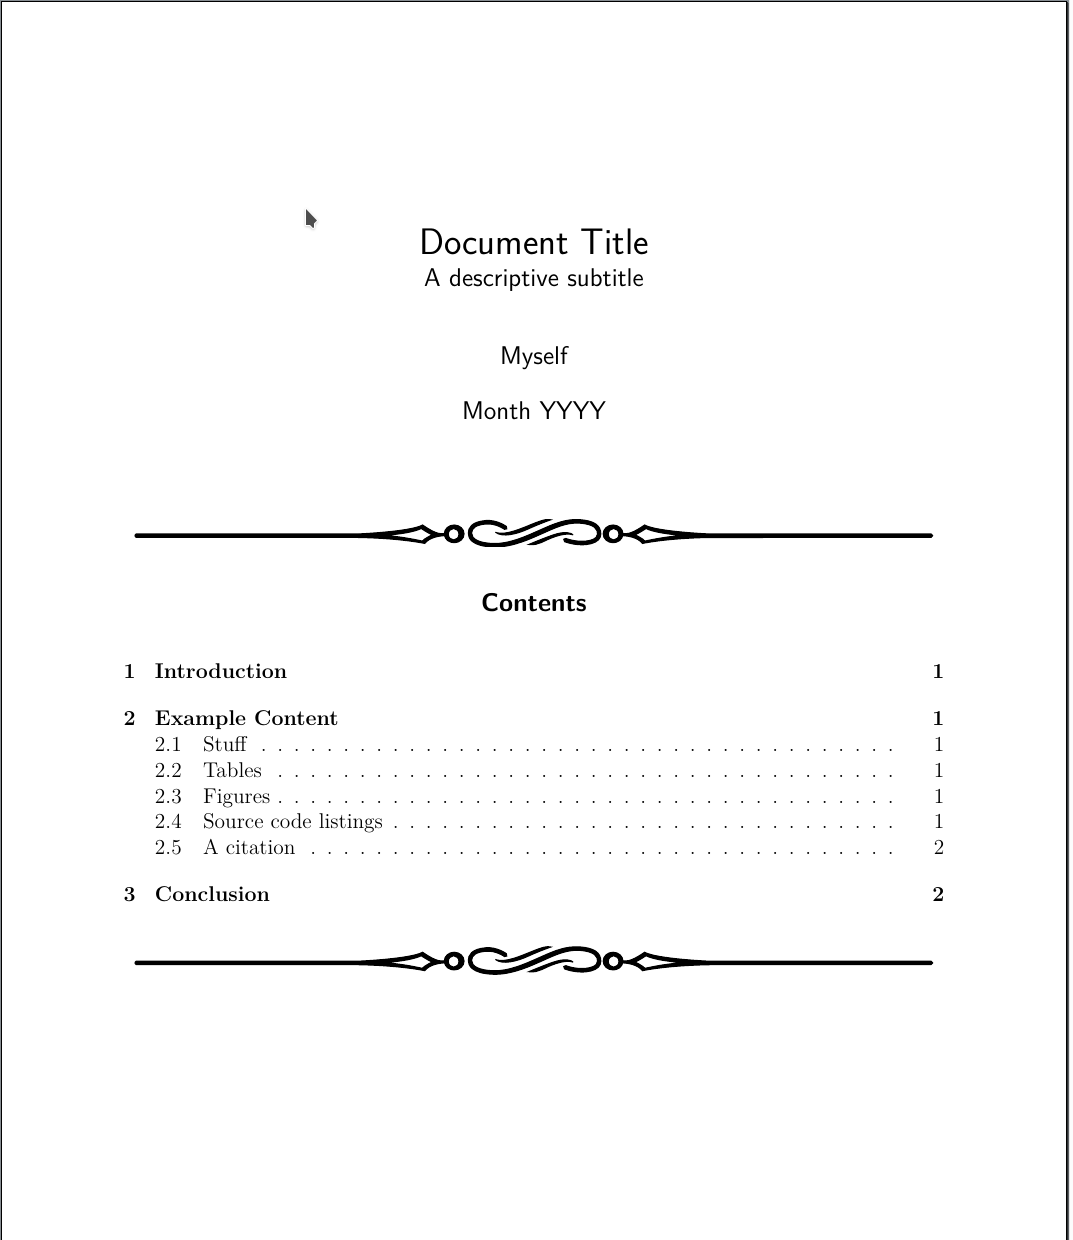 Document Title
A descriptive subtitle
Myself
Month YYYY
Contents
1 Introduction 1
2 Example Content 1
2.1 Stuff . . . . . . . . . . . . . . . . . . . . . . . . . . . . . . . . . . . . . . . 1
2.2 Tables . . . . . . . . . . . . . . . . . . . . . . . . . . . . . . . . . . . . . . 1
2.3 Figures . . . . . . . . . . . . . . . . . . . . . . . . . . . . . . . . . . . . . . 1
2.4 Source code listings . . . . . . . . . . . . . . . . . . . . . . . . . . . . . . . 1
2.5 A citation . . . . . . . . . . . . . . . . . . . . . . . . . . . . . . . . . . . . 2
3 Conclusion 2